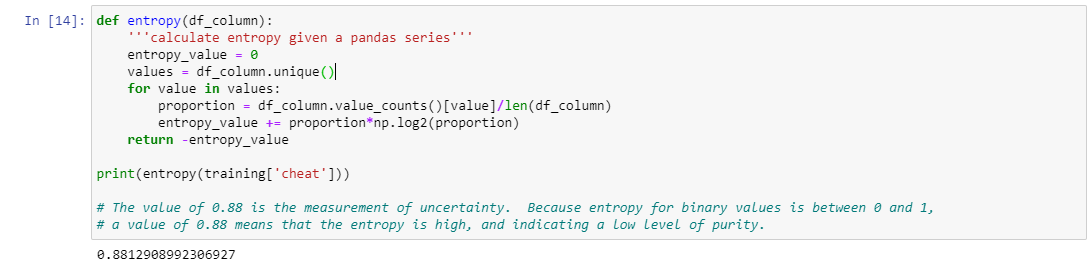 In [14]: def entropy(df_column):
    '''calculate entropy given a pandas series'''
    entropy_value = 0
    values = df_column.unique()
    for value in values:
        proportion = df_column.value_counts()[value]/len(df_column)
        entropy_value += proportion*np.log2(proportion)
    return -entropy_value
print(entropy(training['cheat']))
# The value of 0.88 is the measurement of uncertainty.  Because entropy for binary values is between 0 and 1,
# a value of 0.88 means that the entropy is high, and indicating a low level of purity.
0.8812908992306927